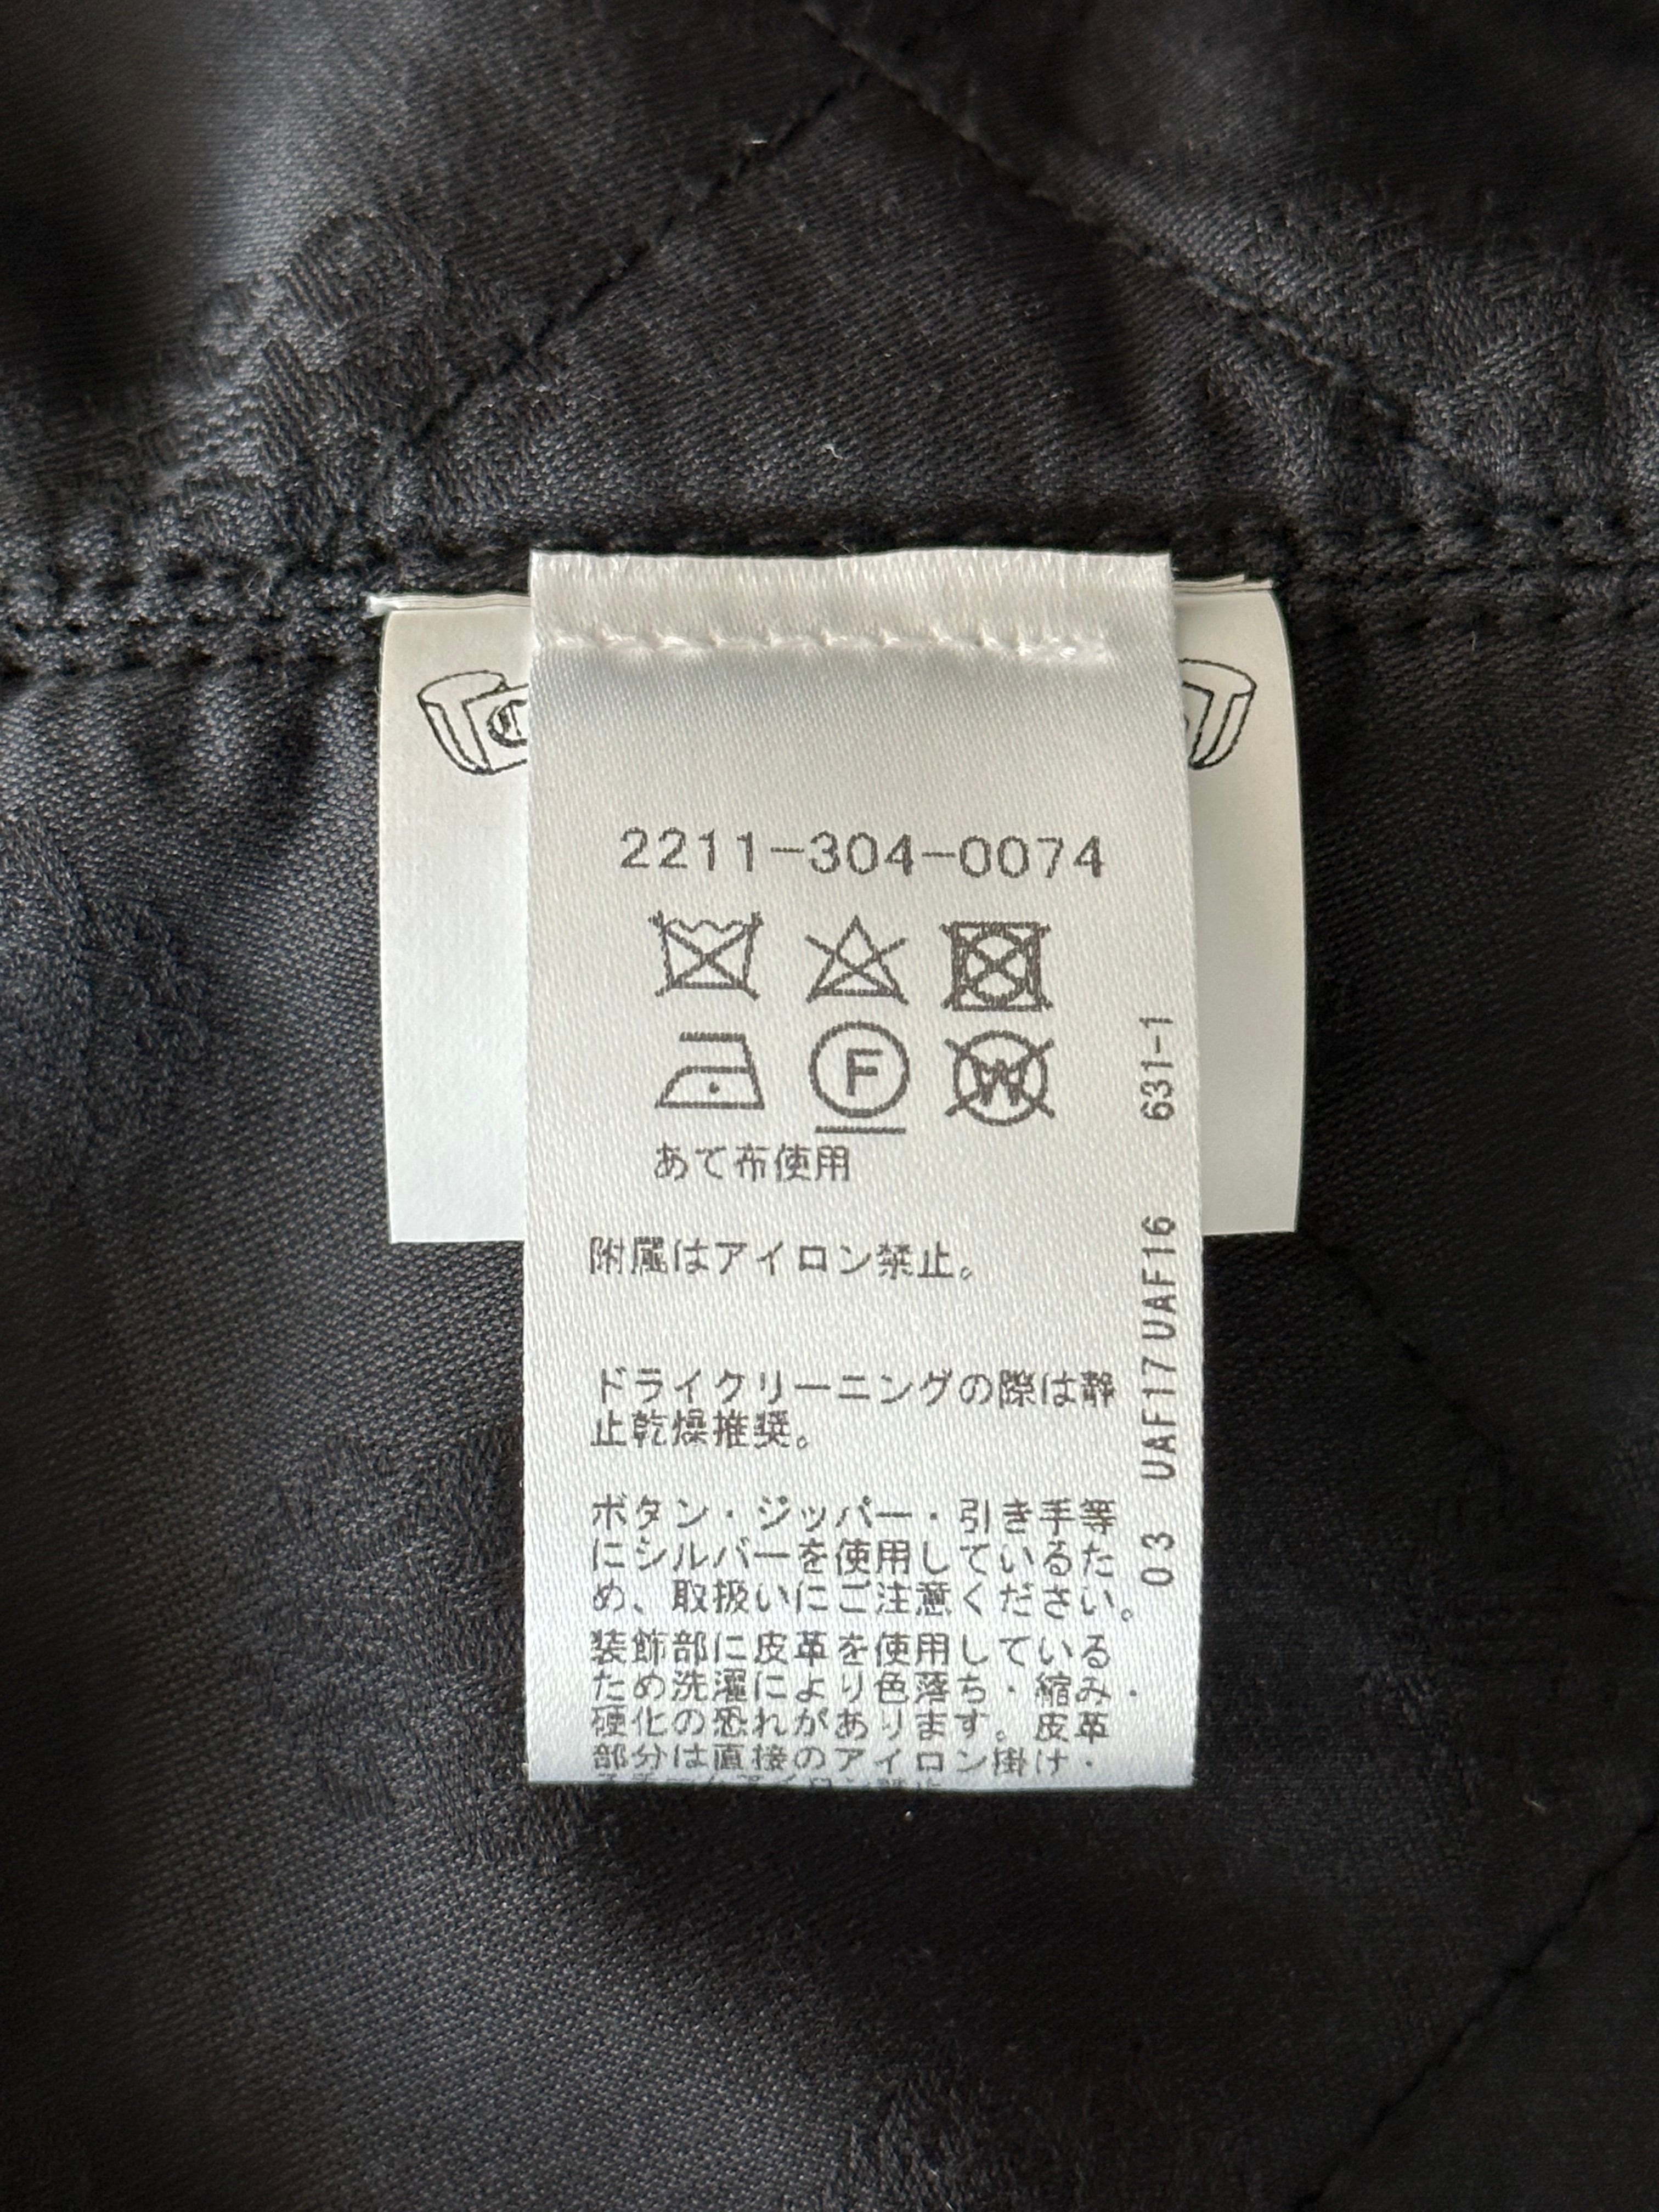 2211-304-0074
F
W
あて布使用
附属はアイロン禁止。
ドライクリーニングの際は静
止乾燥推奨。
ボタン・ジッパー・引き手等
にシルバーを使用しているた
め、取扱いにご注意ください。
装飾部に皮革を使用している
ため洗濯により色落ち・縮み・
硬化の恐れがあります。皮革
部分は直接のアイロン掛け・
03 UAF17UAF16 631-1